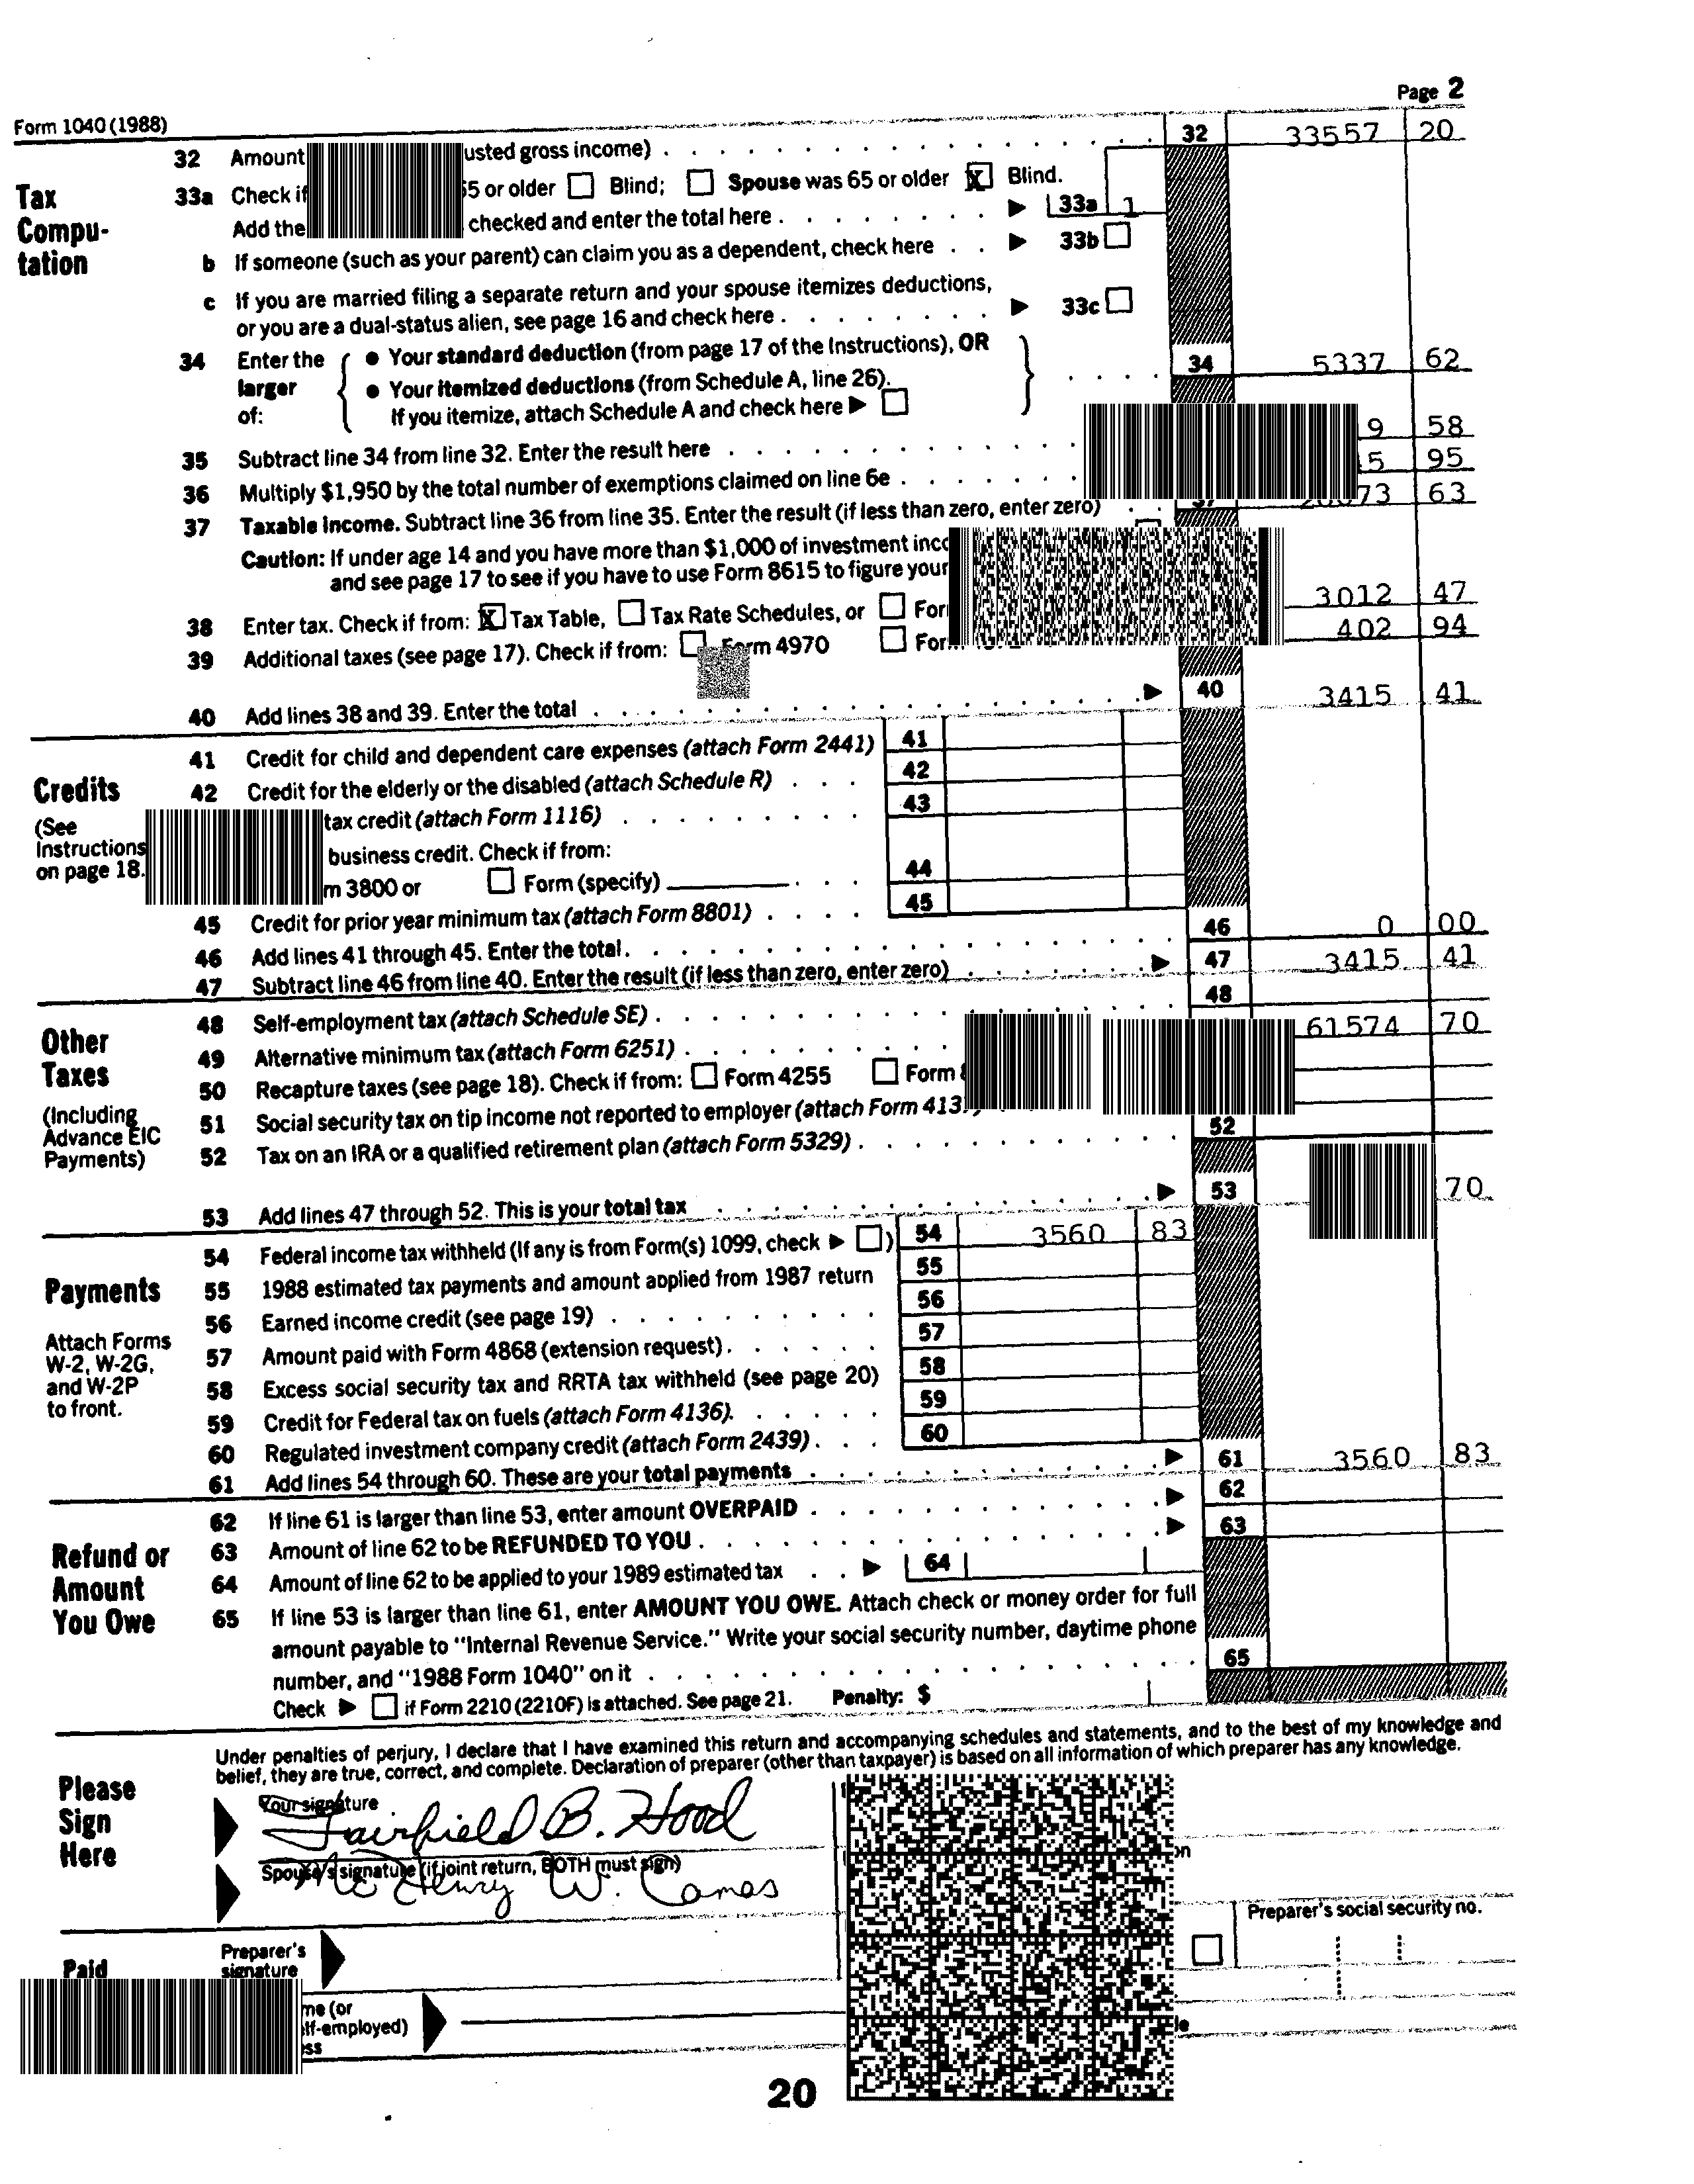 Page 2
Form 1040 (1988)
32 Amount usted gross income) 32 33557 20
Tax Compu- tation
33a Check if 5 or older Blind; Spouse was 65 or older X Blind.
Add the checked and enter the total here 33a 1
b If someone (such as your parent) can claim you as a dependent, check here 33b
c If you are married filing a separate return and your spouse itemizes deductions,
or you are a dual-status alien, see page 16 and check here 33c
34 Enter the larger of: • Your standard deduction (from page 17 of the Instructions), OR 34 5337 62
• Your itemized deductions (from Schedule A, line 26).
If you itemize, attach Schedule A and check here
35 Subtract line 34 from line 32. Enter the result here 9 58
36 Multiply $1,950 by the total number of exemptions claimed on line 6e 5 95
37 Taxable income. Subtract line 36 from line 35. Enter the result (if less than zero, enter zero) 37 73 63
Caution: If under age 14 and you have more than $1,000 of investment inco
and see page 17 to see if you have to use Form 8615 to figure your
38 Enter tax. Check if from: X Tax Table, Tax Rate Schedules, or For 3012 47
39 Additional taxes (see page 17). Check if from: Form 4970 For 402 94
40 Add lines 38 and 39. Enter the total 40 3415 41
Credits
(See Instructions on page 18.
41 Credit for child and dependent care expenses (attach Form 2441) 41
42 Credit for the elderly or the disabled (attach Schedule R) 42
tax credit (attach Form 1116) 43
business credit. Check if from:
m 3800 or Form (specify) 44
45 Credit for prior year minimum tax (attach Form 8801) 45
46 Add lines 41 through 45. Enter the total. 46 0 00
47 Subtract line 46 from line 40. Enter the result (if less than zero, enter zero) 47 3415 41
Other Taxes
(Including Advance EIC Payments)
48 Self-employment tax (attach Schedule SE) 48
49 Alternative minimum tax (attach Form 6251) 61574 70
50 Recapture taxes (see page 18). Check if from: Form 4255 Form
51 Social security tax on tip income not reported to employer (attach Form 413
52 Tax on an IRA or a qualified retirement plan (attach Form 5329) 52
53 Add lines 47 through 52. This is your total tax 53 70
Payments
Attach Forms W-2, W-2G, and W-2P to front.
54 Federal income tax withheld (If any is from Form(s) 1099, check ) 54 3560 83
55 1988 estimated tax payments and amount applied from 1987 return 55
56 Earned income credit (see page 19) 56
57 Amount paid with Form 4868 (extension request) 57
58 Excess social security tax and RRTA tax withheld (see page 20) 58
59 Credit for Federal tax on fuels (attach Form 4136) 59
60 Regulated investment company credit (attach Form 2439) 60
61 Add lines 54 through 60. These are your total payments 61 3560 83
Refund or Amount You Owe
62 If line 61 is larger than line 53, enter amount OVERPAID 62
63 Amount of line 62 to be REFUNDED TO YOU 63
64 Amount of line 62 to be applied to your 1989 estimated tax 64
65 If line 53 is larger than line 61, enter AMOUNT YOU OWE. Attach check or money order for full
amount payable to "Internal Revenue Service." Write your social security number, daytime phone
number, and "1988 Form 1040" on it 65
Check if Form 2210 (2210F) is attached. See page 21. Penalty: $
Please Sign Here
Under penalties of perjury, I declare that I have examined this return and accompanying schedules and statements, and to the best of my knowledge and
belief, they are true, correct, and complete. Declaration of preparer (other than taxpayer) is based on all information of which preparer has any knowledge.
Your signature
Fairfield B. Hood
Spouse's signature (if joint return, BOTH must sign)
McHenry W. Camas
on
Paid
Preparer's signature
Preparer's social security no.
me (or
lf-employed)
ss
le
20